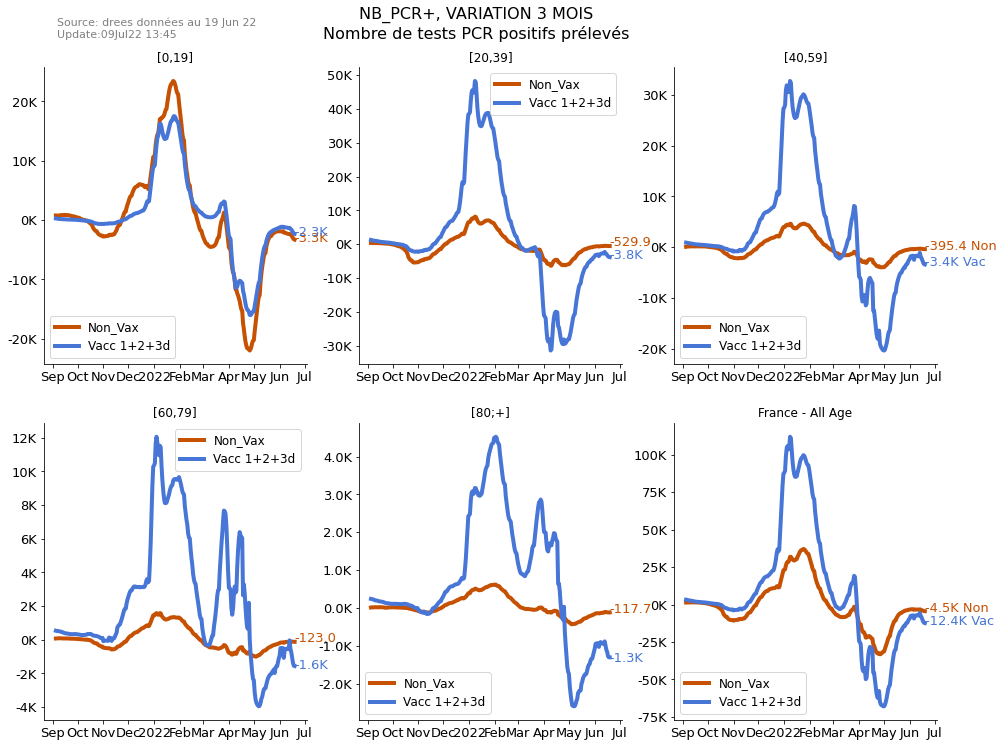 NB_PCR+, VARIATION 3 MOIS
Nombre de tests PCR positifs prélevés
Source: drees données au 19 Jun 22
Update:09Jul22 13:45
[0,19]
20K
10K
0K
-10K
-20K
-2.3K
-3.3K
Non_Vax
Vacc 1+2+3d
Sep Oct Nov Dec 2022 Feb Mar Apr May Jun Jul
[20,39]
50K
40K
30K
20K
10K
0K
-10K
-20K
-30K
-529.9
-3.8K
Non_Vax
Vacc 1+2+3d
Sep Oct Nov Dec 2022 Feb Mar Apr May Jun Jul
[40,59]
30K
20K
10K
0K
-10K
-20K
-395.4 Non
-3.4K Vac
Non_Vax
Vacc 1+2+3d
Sep Oct Nov Dec 2022 Feb Mar Apr May Jun Jul
[60,79]
12K
10K
8K
6K
4K
2K
0K
-2K
-4K
-123.0
-1.6K
Non_Vax
Vacc 1+2+3d
Sep Oct Nov Dec 2022 Feb Mar Apr May Jun Jul
[80;+]
4.0K
3.0K
2.0K
1.0K
0.0K
-1.0K
-2.0K
-117.7
-1.3K
Non_Vax
Vacc 1+2+3d
Sep Oct Nov Dec 2022 Feb Mar Apr May Jun Jul
France - All Age
100K
75K
50K
25K
0K
-25K
-50K
-75K
-4.5K Non
-12.4K Vac
Non_Vax
Vacc 1+2+3d
Sep Oct Nov Dec 2022 Feb Mar Apr May Jun Jul